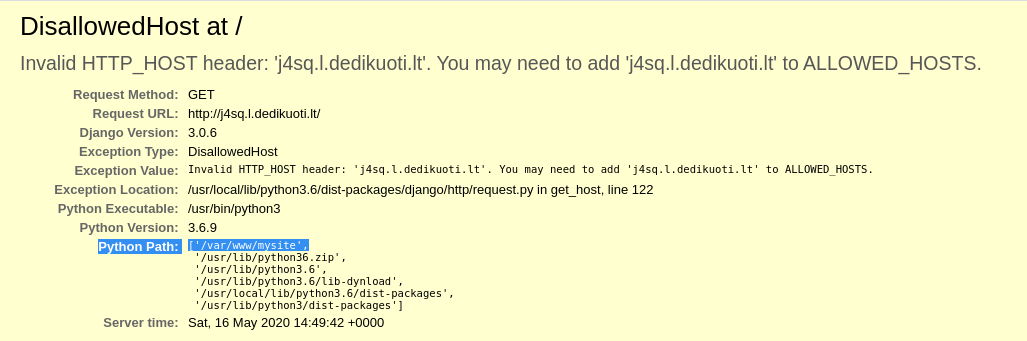 DisallowedHost at /
Invalid HTTP_HOST header: 'j4sq.l.dedikuoti.lt'. You may need to add 'j4sq.l.dedikuoti.lt' to ALLOWED_HOSTS.
Request Method: GET
Request URL: http://j4sq.l.dedikuoti.lt/
Django Version: 3.0.6
Exception Type: DisallowedHost
Exception Value: Invalid HTTP_HOST header: 'j4sq.l.dedikuoti.lt'. You may need to add 'j4sq.l.dedikuoti.lt' to ALLOWED_HOSTS.
Exception Location: /usr/local/lib/python3.6/dist-packages/django/http/request.py in get_host, line 122
Python Executable: /usr/bin/python3
Python Version: 3.6.9
Python Path: ['/var/www/mysite',
'/usr/lib/python36.zip',
'/usr/lib/python3.6',
'/usr/lib/python3.6/lib-dynload',
'/usr/local/lib/python3.6/dist-packages',
'/usr/lib/python3/dist-packages']
Server time: Sat, 16 May 2020 14:49:42 +0000